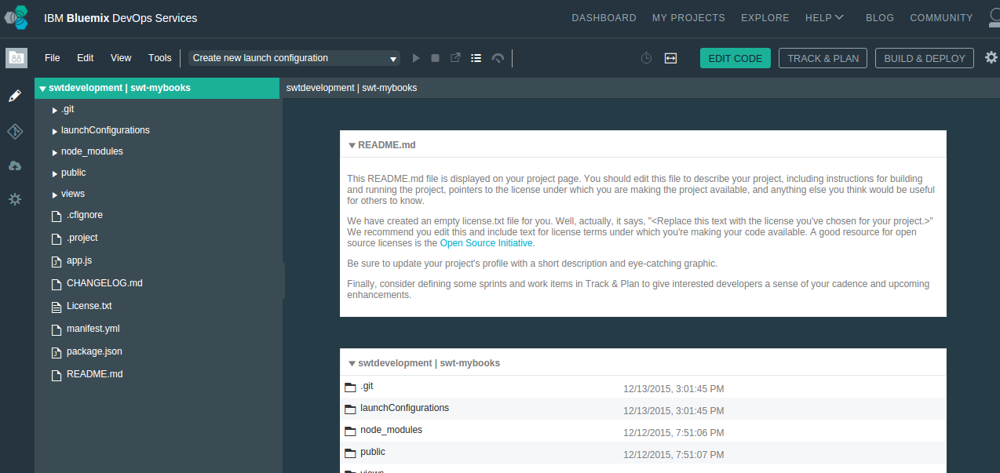 IBM Bluemix DevOps Services
DASHBOARD MY PROJECTS EXPLORE HELP BLOG COMMUNITY
File Edit View Tools Create new launch configuration EDIT CODE TRACK & PLAN BUILD & DEPLOY
swtdevelopment | swt-mybooks
.git
launchConfigurations
node_modules
public
views
.cfignore
.project
app.js
CHANGELOG.md
License.txt
manifest.yml
package.json
README.md
swtdevelopment | swt-mybooks
README.md
This README.md file is displayed on your project page. You should edit this file to describe your project, including instructions for building
and running the project, pointers to the license under which you are making the project available, and anything else you think would be useful
for others to know.
We have created an empty license.txt file for you. Well, actually, it says, "<Replace this text with the license you've chosen for your project.>"
We recommend you edit this and include text for license terms under which you're making your code available. A good resource for open
source licenses is the Open Source Initiative.
Be sure to update your project's profile with a short description and eye-catching graphic.
Finally, consider defining some sprints and work items in Track & Plan to give interested developers a sense of your cadence and upcoming
enhancements.
swtdevelopment | swt-mybooks
.git 12/13/2015, 3:01:45 PM
launchConfigurations 12/13/2015, 3:01:45 PM
node_modules 12/12/2015, 7:51:06 PM
public 12/12/2015, 7:51:07 PM
views